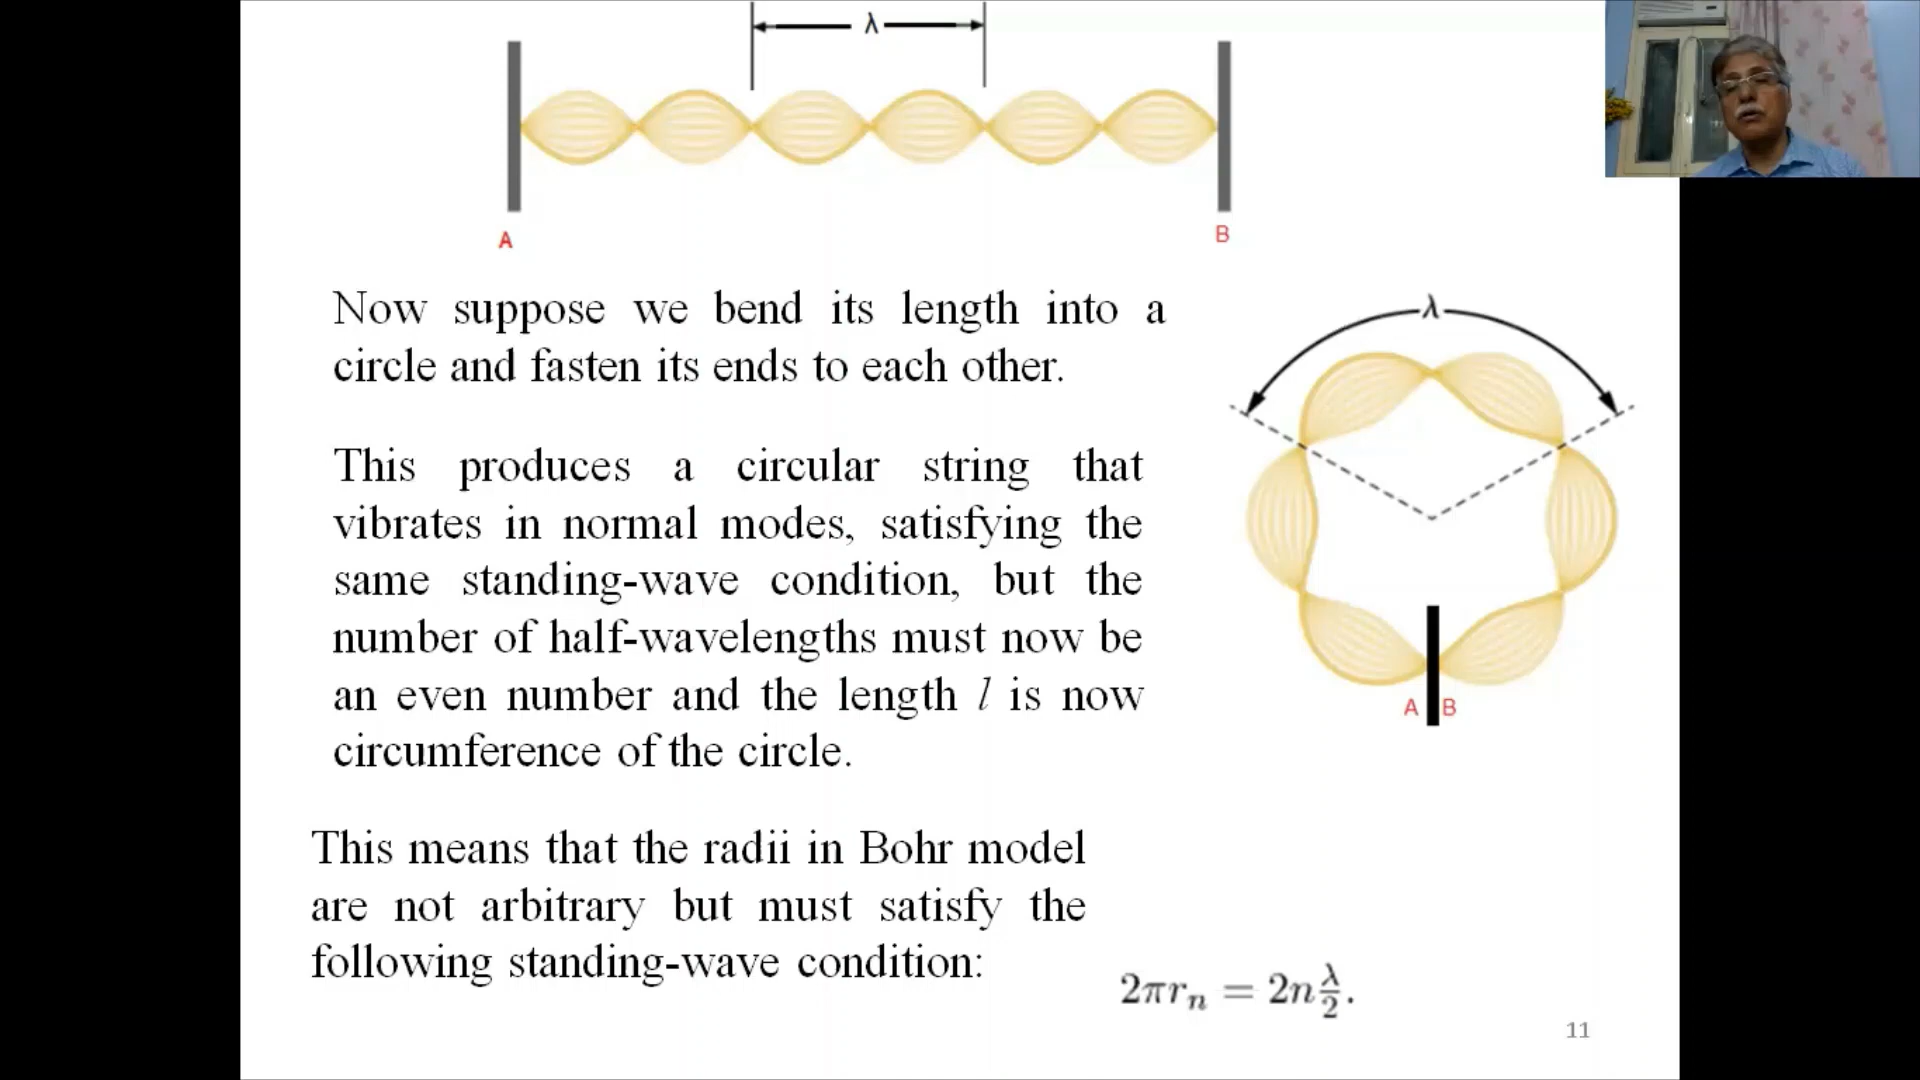 λ
A
B
Now suppose we bend its length into a
circle and fasten its ends to each other.
λ
This produces a circular string that
vibrates in normal modes, satisfying the
same standing-wave condition, but the
number of half-wavelengths must now be
an even number and the length l is now
circumference of the circle.
A B
This means that the radii in Bohr model
are not arbitrary but must satisfy the
following standing-wave condition:
2πrₙ = 2n λ/2.
11